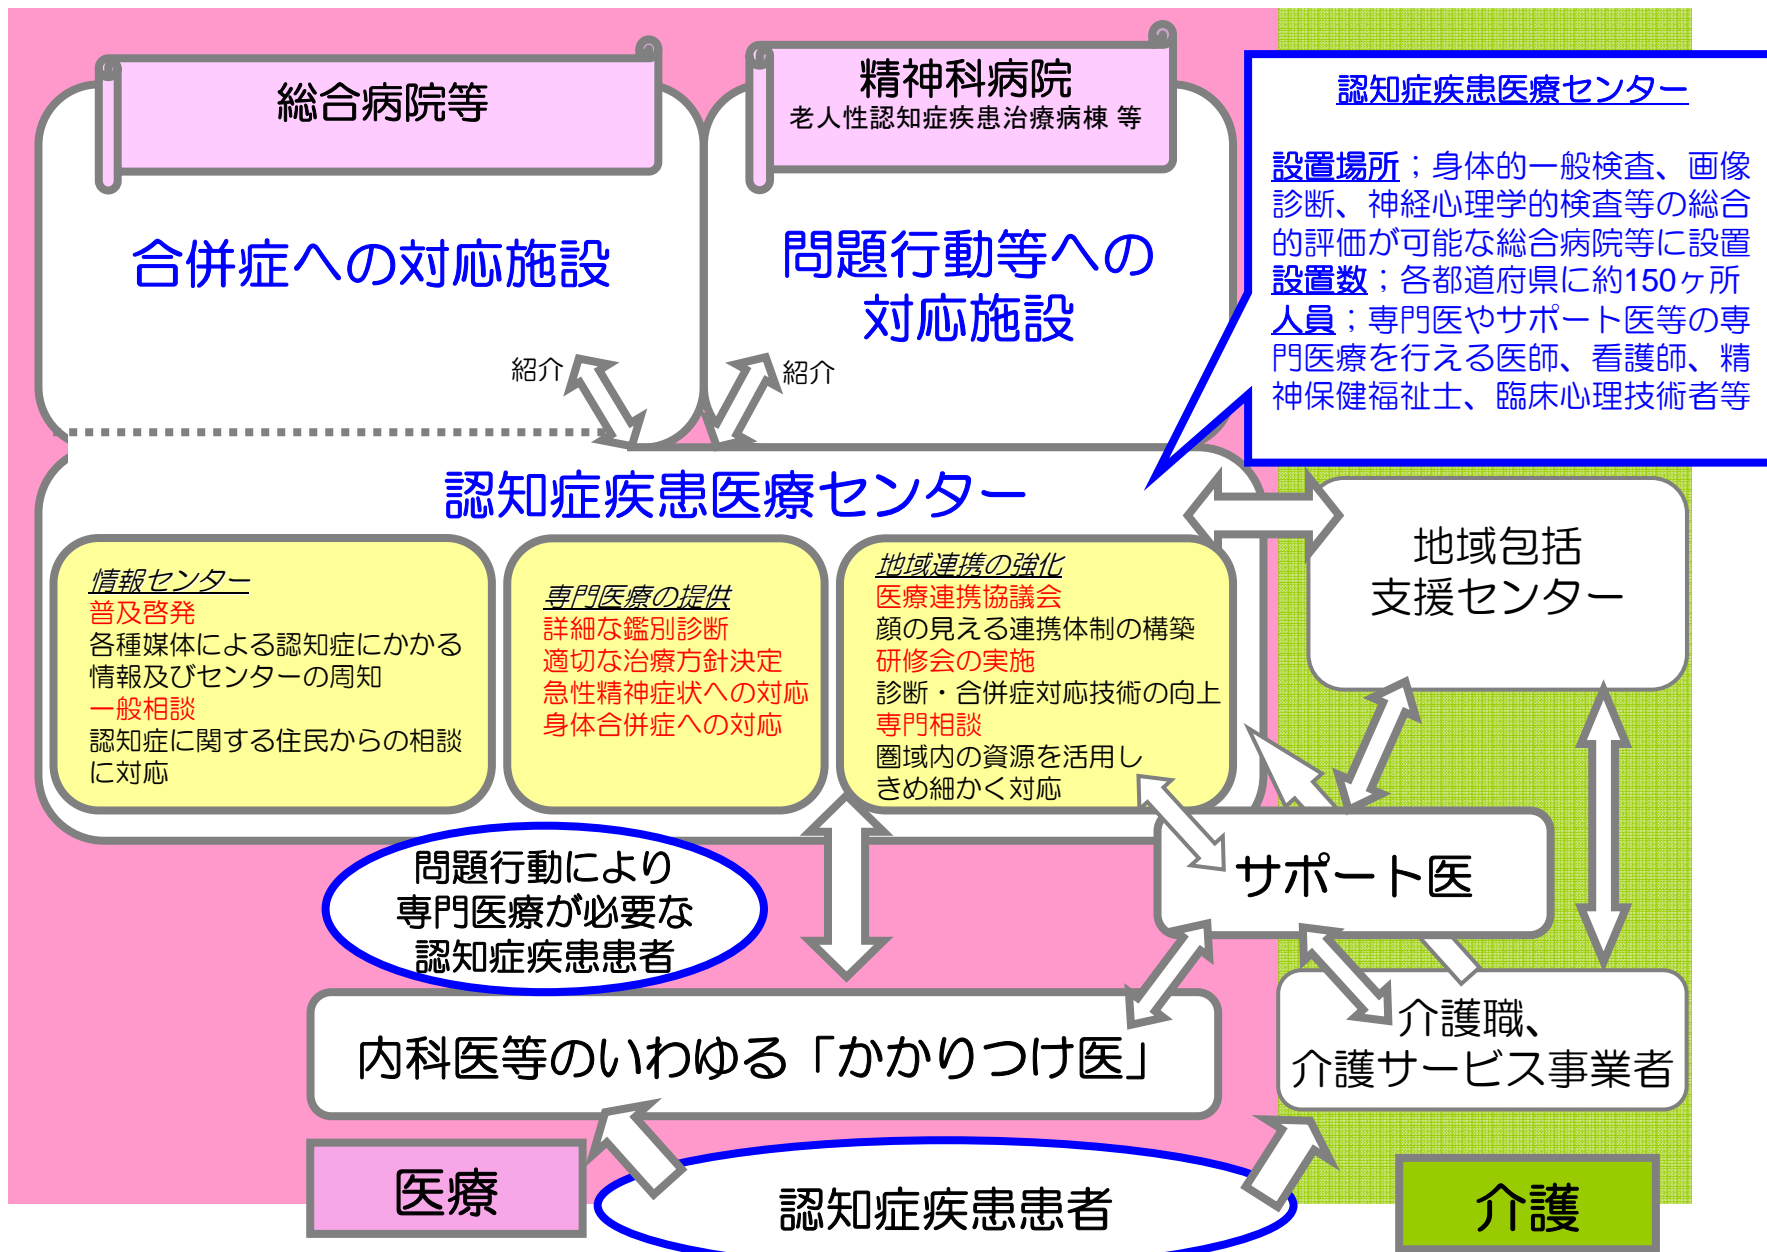 総合病院等
精神科病院
老人性認知症疾患治療病棟 等
合併症への対応施設
問題行動等への
対応施設
紹介
紹介
認知症疾患医療センター
設置場所；身体的一般検査、画像
診断、神経心理学的検査等の総合
的評価が可能な総合病院等に設置
設置数；各都道府県に約150ヶ所
人員；専門医やサポート医等の専
門医療を行える医師、看護師、精
神保健福祉士、臨床心理技術者等
認知症疾患医療センター
情報センター
普及啓発
各種媒体による認知症にかかる
情報及びセンターの周知
一般相談
認知症に関する住民からの相談
に対応
専門医療の提供
詳細な鑑別診断
適切な治療方針決定
急性精神症状への対応
身体合併症への対応
地域連携の強化
医療連携協議会
顔の見える連携体制の構築
研修会の実施
診断・合併症対応技術の向上
専門相談
圏域内の資源を活用し
きめ細かく対応
地域包括
支援センター
問題行動により
専門医療が必要な
認知症疾患患者
サポート医
内科医等のいわゆる「かかりつけ医」
介護職、
介護サービス事業者
医療
認知症疾患患者
介護